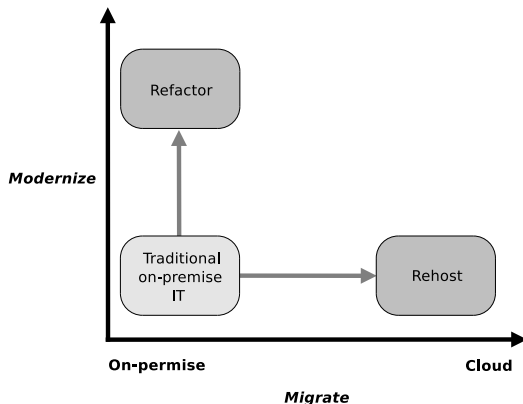 Refactor
Modernize
Traditional
on-premise
IT
Rehost
On-permise
Cloud
Migrate